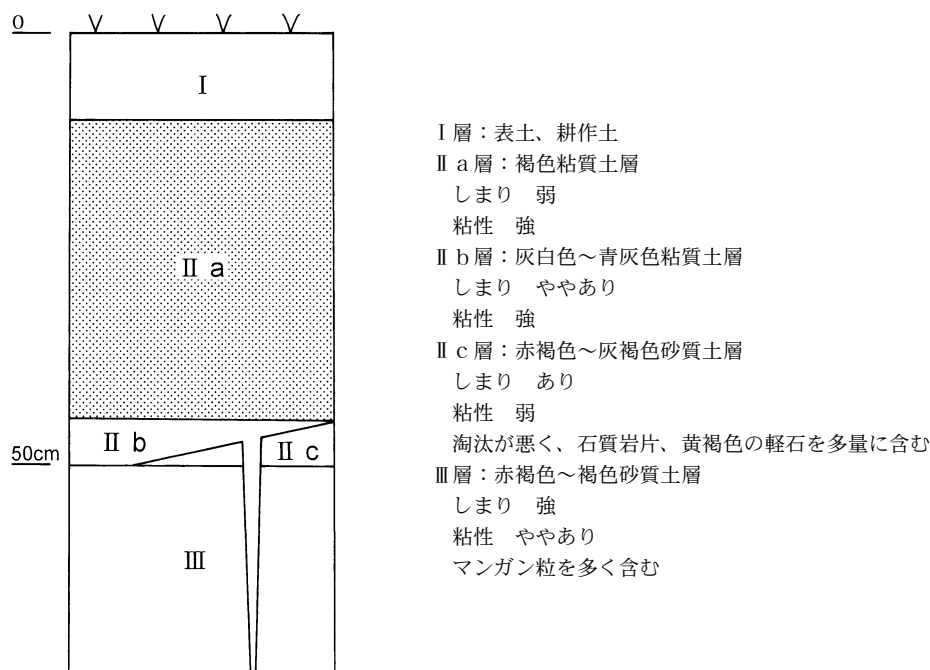 0
Ⅰ
Ⅱ a
Ⅱ b
Ⅱ c
50cm
Ⅲ
Ⅰ層：表土、耕作土
Ⅱa層：褐色粘質土層
しまり　弱
粘性　強
Ⅱb層：灰白色～青灰色粘質土層
しまり　ややあり
粘性　強
Ⅱc層：赤褐色～灰褐色砂質土層
しまり　あり
粘性　弱
淘汰が悪く、石質岩片、黄褐色の軽石を多量に含む
Ⅲ層：赤褐色～褐色砂質土層
しまり　強
粘性　ややあり
マンガン粒を多く含む